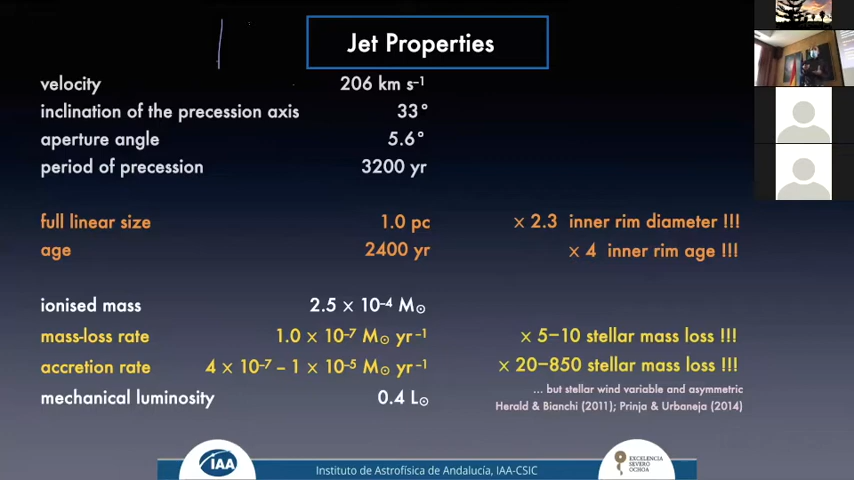 Jet Properties
velocity 206 km s⁻¹
inclination of the precession axis 33°
aperture angle 5.6°
period of precession 3200 yr
full linear size 1.0 pc × 2.3 inner rim diameter !!!
age 2400 yr × 4 inner rim age !!!
ionised mass 2.5 × 10⁻⁴ M☉
mass-loss rate 1.0 × 10⁻⁷ M☉ yr⁻¹ × 5–10 stellar mass loss !!!
accretion rate 4 × 10⁻⁷ – 1 × 10⁻⁵ M☉ yr⁻¹ × 20–850 stellar mass loss !!!
... but stellar wind variable and asymmetric
mechanical luminosity 0.4 L☉ Herald & Bianchi (2011); Prinja & Urbaneja (2014)
IAA
Instituto de Astrofísica de Andalucía, IAA-CSIC
EXCELENCIA
SEVERO
OCHOA